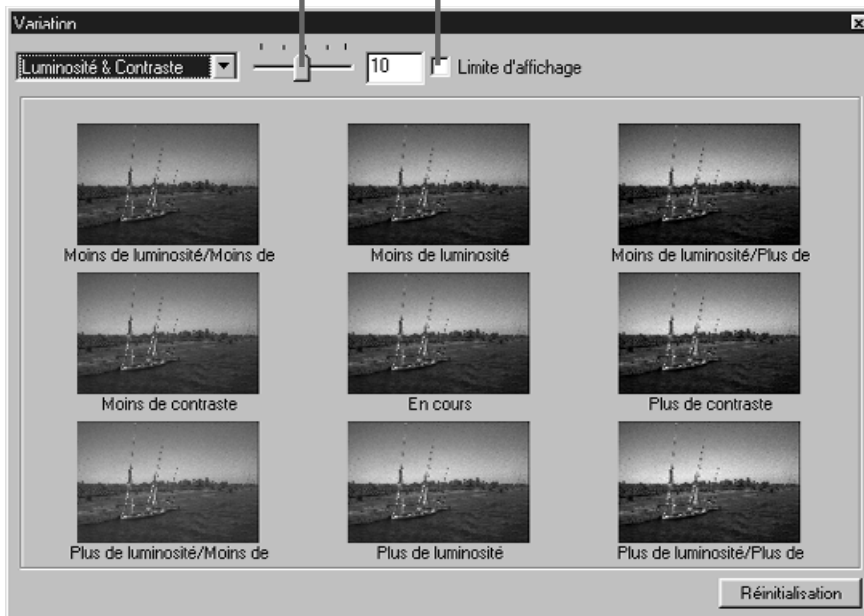 Variation
Luminosité & Contraste 10 Limite d'affichage
Moins de luminosité/Moins de Moins de luminosité Moins de luminosité/Plus de
Moins de contraste En cours Plus de contraste
Plus de luminosité/Moins de Plus de luminosité Plus de luminosité/Plus de
Réinitialisation